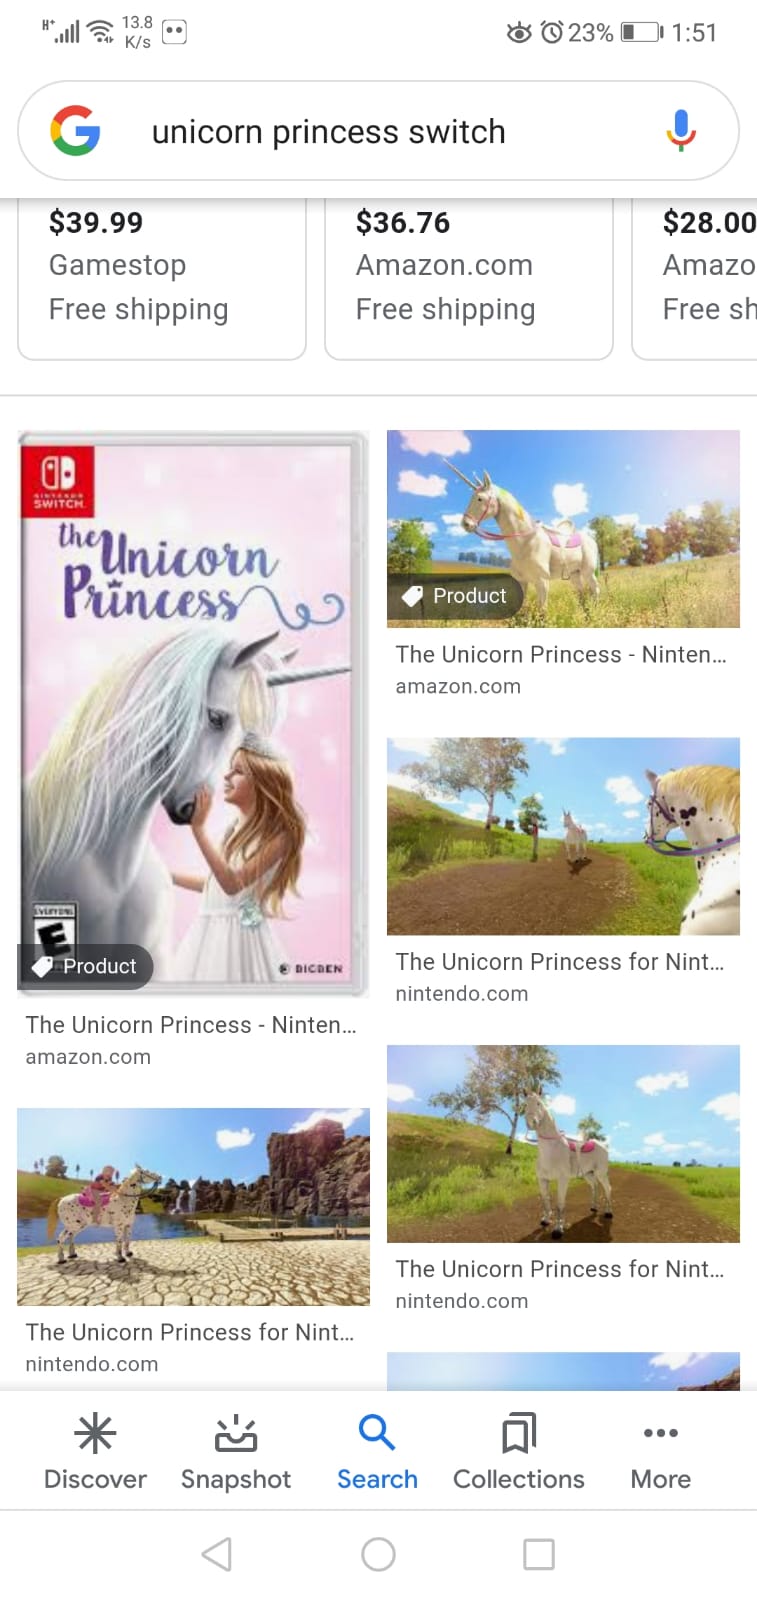 H+
13.8
K/s
23%
1:51
unicorn princess switch
$39.99
Gamestop
Free shipping
$36.76
Amazon.com
Free shipping
$28.00
Amazo
Free sh
NINTENDO
SWITCH
the Unicorn
Princess
EVERYONE
E
BIGBEN
Product
The Unicorn Princess - Ninten...
amazon.com
The Unicorn Princess for Nint...
nintendo.com
Product
The Unicorn Princess - Ninten...
amazon.com
The Unicorn Princess for Nint...
nintendo.com
The Unicorn Princess for Nint...
nintendo.com
Discover
Snapshot
Search
Collections
More